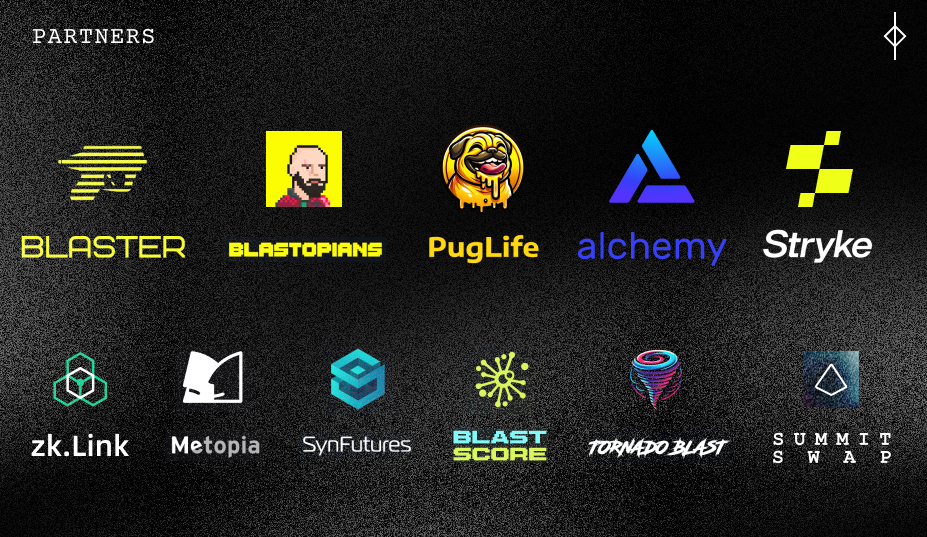 PARTNERS
BLASTER
BLASTOPIANS
PugLife
alchemy
Stryke
zk.Link
Metopia
SynFutures
BLAST
SCORE
TORNADO BLAST
SUMMIT
SWAP